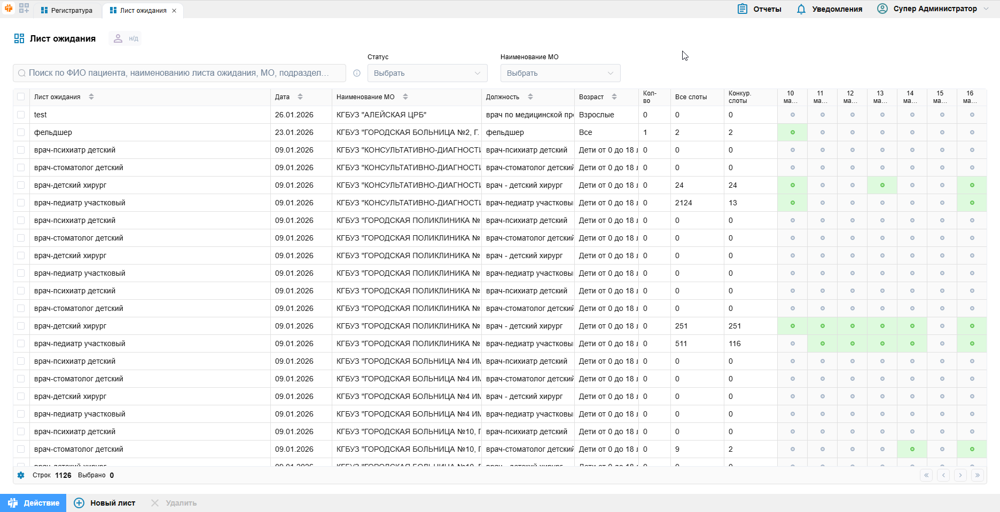 Регистратура
Лист ожидания
Отчеты
Уведомления
Супер Администратор
Лист ожидания
н/д
Статус
Наименование МО
Поиск по ФИО пациента, наименованию листа ожидания, МО, подраздел...
Выбрать
Выбрать
Лист ожидания Дата Наименование МО Должность Возраст Кол-во Все слоты Конкур. слоты 10 ма... 11 ма... 12 ма... 13 ма... 14 ма... 15 ма... 16 ма...
test 26.01.2026 КГБУЗ "АЛЕЙСКАЯ ЦРБ" врач по медицинской пр Взрослые 0 0 0
фельдшер 23.01.2026 КГБУЗ "ГОРОДСКАЯ БОЛЬНИЦА №2, Г. фельдшер Все 1 2 2
врач-психиатр детский 09.01.2026 КГБУЗ "КОНСУЛЬТАТИВНО-ДИАГНОСТИ врач-психиатр детский Дети от 0 до 18 л 0 0 0
врач-стоматолог детский 09.01.2026 КГБУЗ "КОНСУЛЬТАТИВНО-ДИАГНОСТИ врач-стоматолог детский Дети от 0 до 18 л 0 0 0
врач-детский хирург 09.01.2026 КГБУЗ "КОНСУЛЬТАТИВНО-ДИАГНОСТИ врач - детский хирург Дети от 0 до 18 л 0 24 24
врач-педиатр участковый 09.01.2026 КГБУЗ "КОНСУЛЬТАТИВНО-ДИАГНОСТИ врач-педиатр участковы Дети от 0 до 18 л 0 2124 13
врач-психиатр детский 09.01.2026 КГБУЗ "ГОРОДСКАЯ ПОЛИКЛИНИКА № врач-психиатр детский Дети от 0 до 18 л 0 0 0
врач-стоматолог детский 09.01.2026 КГБУЗ "ГОРОДСКАЯ ПОЛИКЛИНИКА № врач-стоматолог детский Дети от 0 до 18 л 0 0 0
врач-детский хирург 09.01.2026 КГБУЗ "ГОРОДСКАЯ ПОЛИКЛИНИКА № врач - детский хирург Дети от 0 до 18 л 0 0 0
врач-педиатр участковый 09.01.2026 КГБУЗ "ГОРОДСКАЯ ПОЛИКЛИНИКА № врач-педиатр участковы Дети от 0 до 18 л 0 0 0
врач-психиатр детский 09.01.2026 КГБУЗ "ГОРОДСКАЯ ПОЛИКЛИНИКА № врач-психиатр детский Дети от 0 до 18 л 0 0 0
врач-стоматолог детский 09.01.2026 КГБУЗ "ГОРОДСКАЯ ПОЛИКЛИНИКА № врач-стоматолог детский Дети от 0 до 18 л 0 0 0
врач-детский хирург 09.01.2026 КГБУЗ "ГОРОДСКАЯ ПОЛИКЛИНИКА № врач - детский хирург Дети от 0 до 18 л 0 251 251
врач-педиатр участковый 09.01.2026 КГБУЗ "ГОРОДСКАЯ ПОЛИКЛИНИКА № врач-педиатр участковы Дети от 0 до 18 л 0 511 116
врач-психиатр детский 09.01.2026 КГБУЗ "ГОРОДСКАЯ БОЛЬНИЦА №4 ИМ врач-психиатр детский Дети от 0 до 18 л 0 0 0
врач-стоматолог детский 09.01.2026 КГБУЗ "ГОРОДСКАЯ БОЛЬНИЦА №4 ИМ врач-стоматолог детский Дети от 0 до 18 л 0 0 0
врач-детский хирург 09.01.2026 КГБУЗ "ГОРОДСКАЯ БОЛЬНИЦА №4 ИМ врач - детский хирург Дети от 0 до 18 л 0 0 0
врач-педиатр участковый 09.01.2026 КГБУЗ "ГОРОДСКАЯ БОЛЬНИЦА №4 ИМ врач-педиатр участковы Дети от 0 до 18 л 0 0 0
врач-психиатр детский 09.01.2026 КГБУЗ "ГОРОДСКАЯ БОЛЬНИЦА №10, Г врач-психиатр детский Дети от 0 до 18 л 0 0 0
врач-стоматолог детский 09.01.2026 КГБУЗ "ГОРОДСКАЯ БОЛЬНИЦА №10, Г врач-стоматолог детский Дети от 0 до 18 л 0 9 2
Строк 1126 Выбрано 0
Действие
Новый лист
Удалить